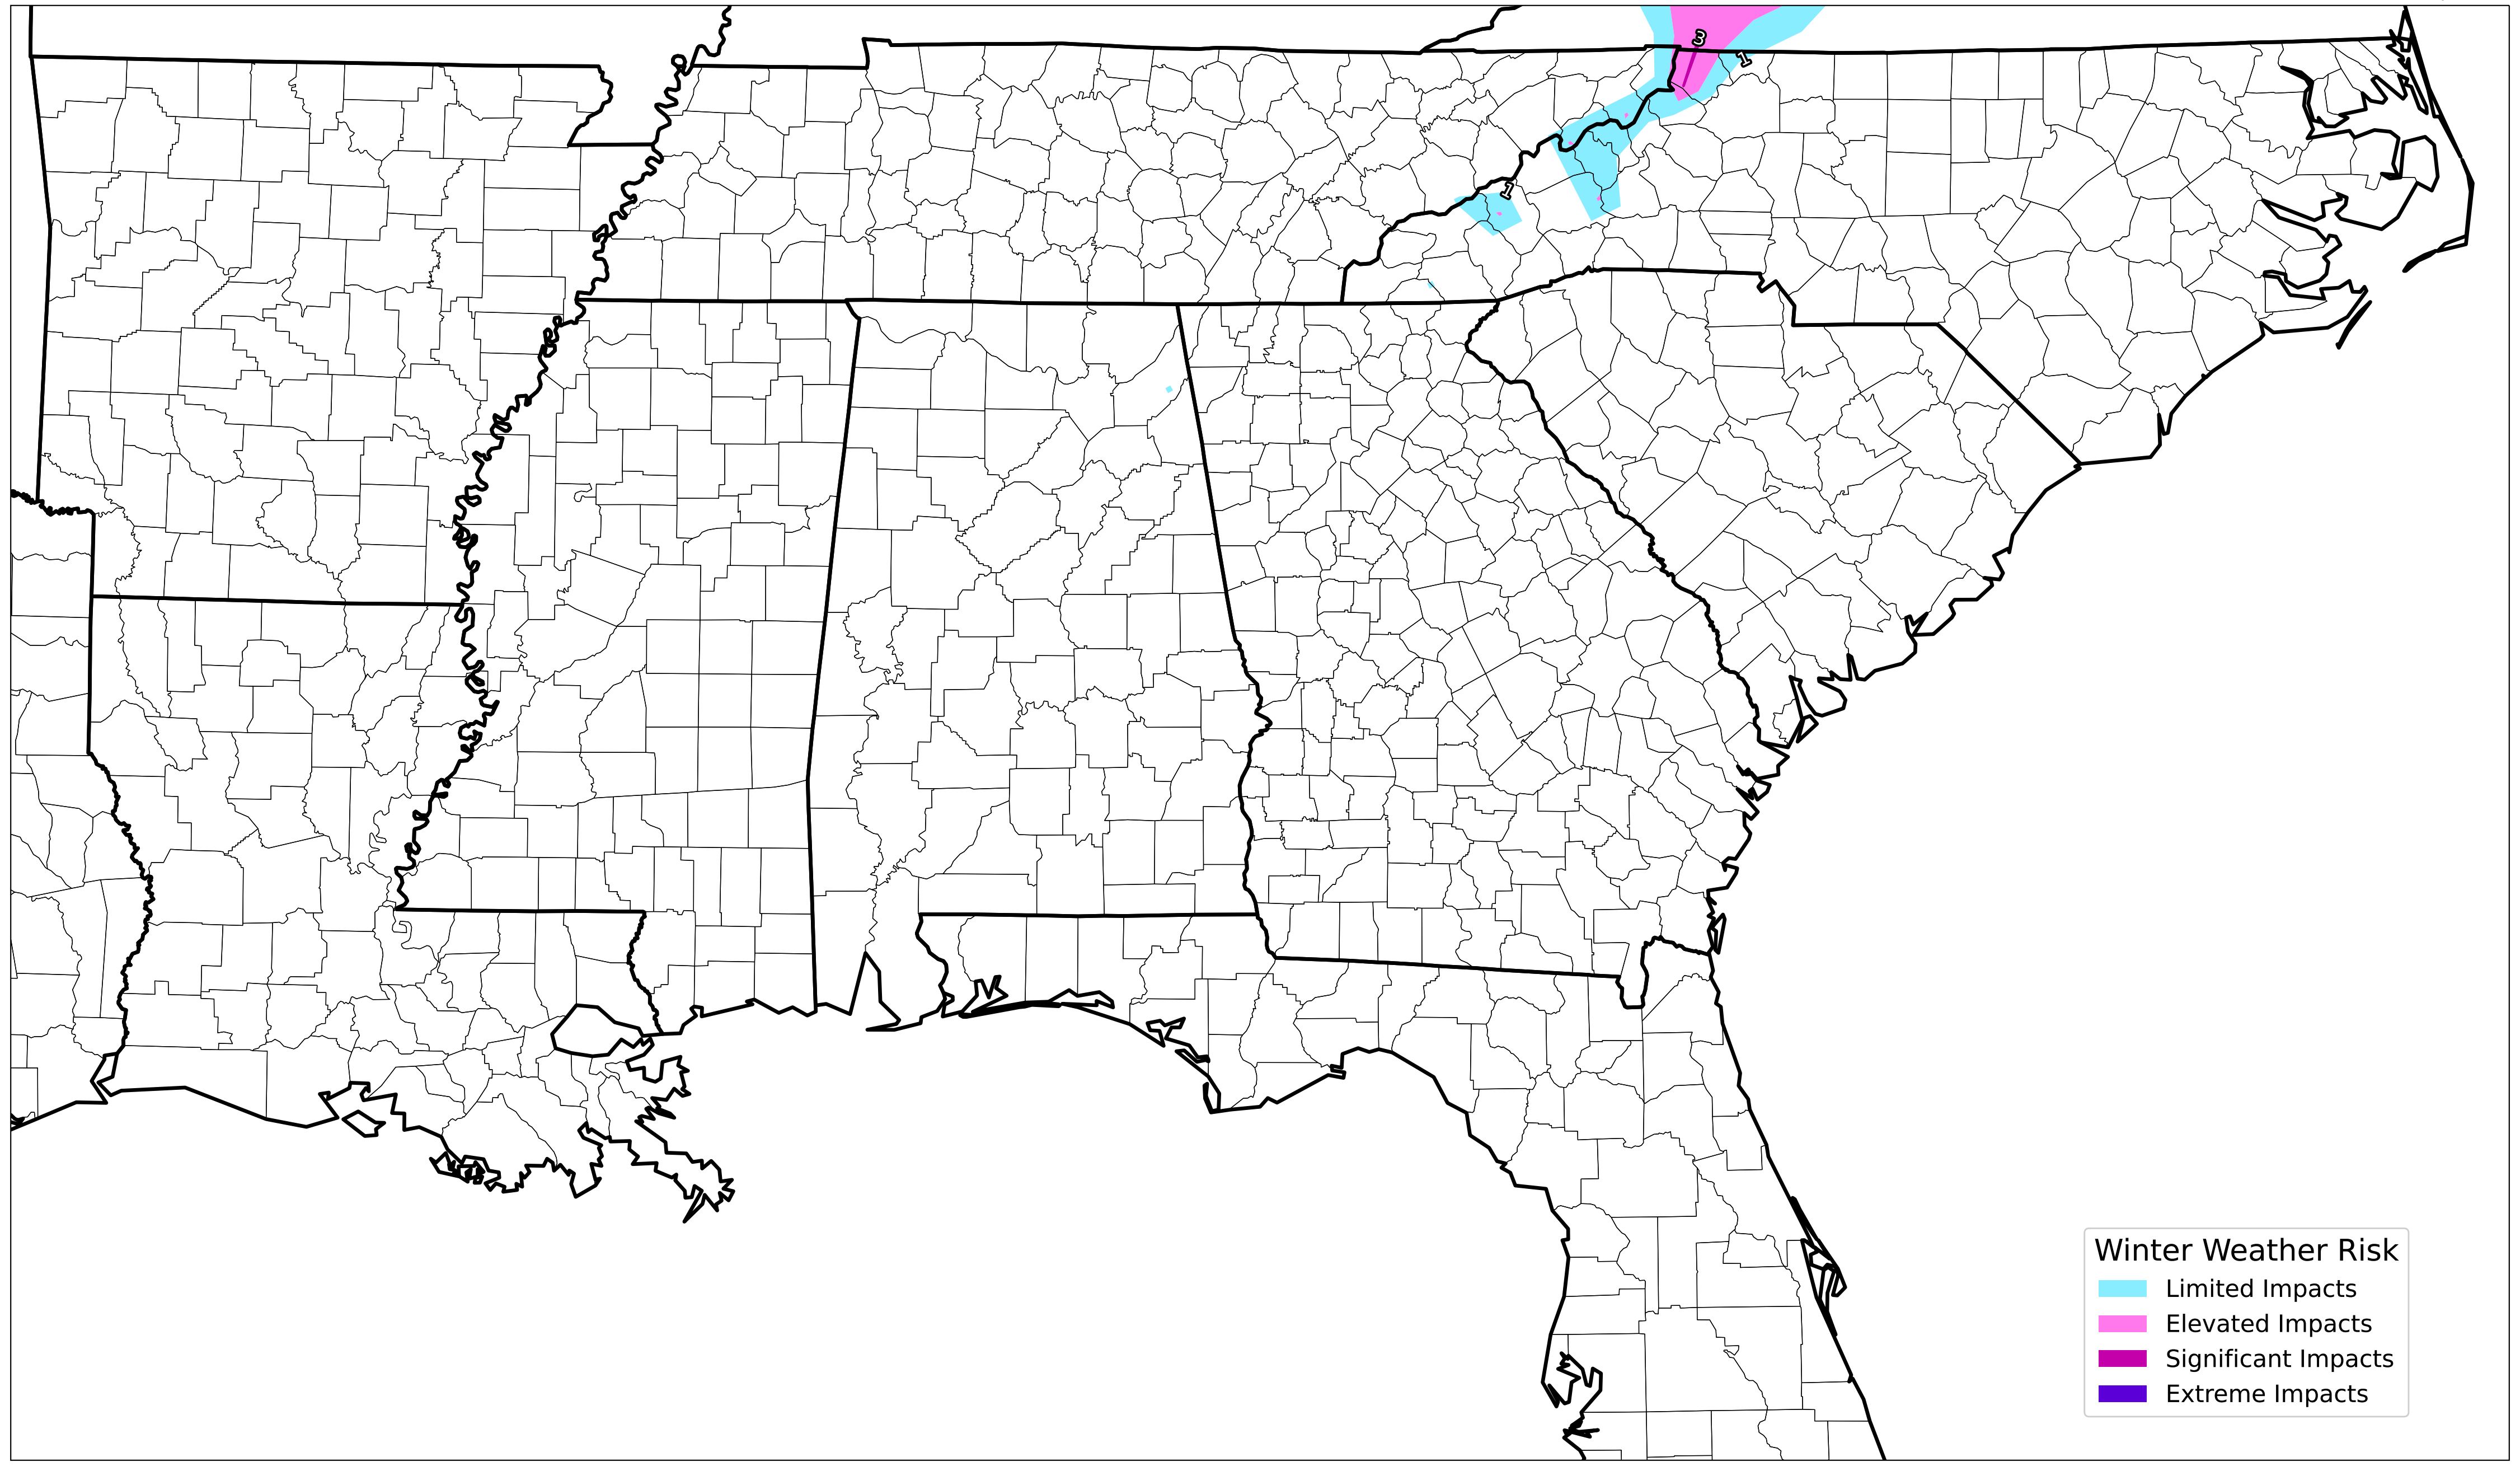 3
1
1
Winter Weather Risk
Limited Impacts
Elevated Impacts
Significant Impacts
Extreme Impacts